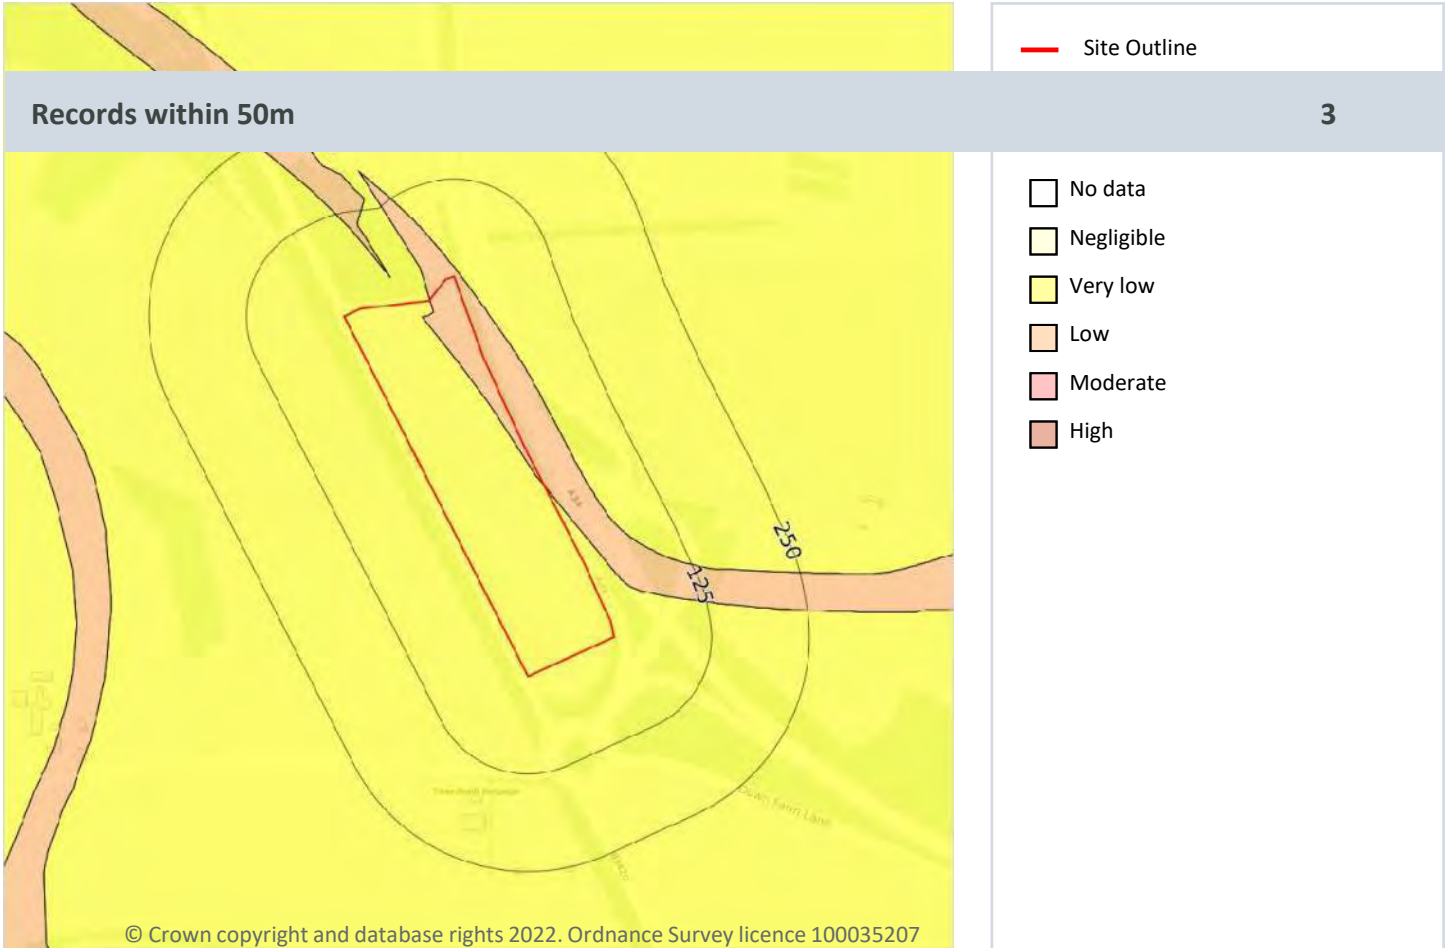 Site Outline
Records within 50m 3
No data
Negligible
Very low
Low
Moderate
High
A34
250
125
Down Farm Lane
© Crown copyright and database rights 2022. Ordnance Survey licence 100035207